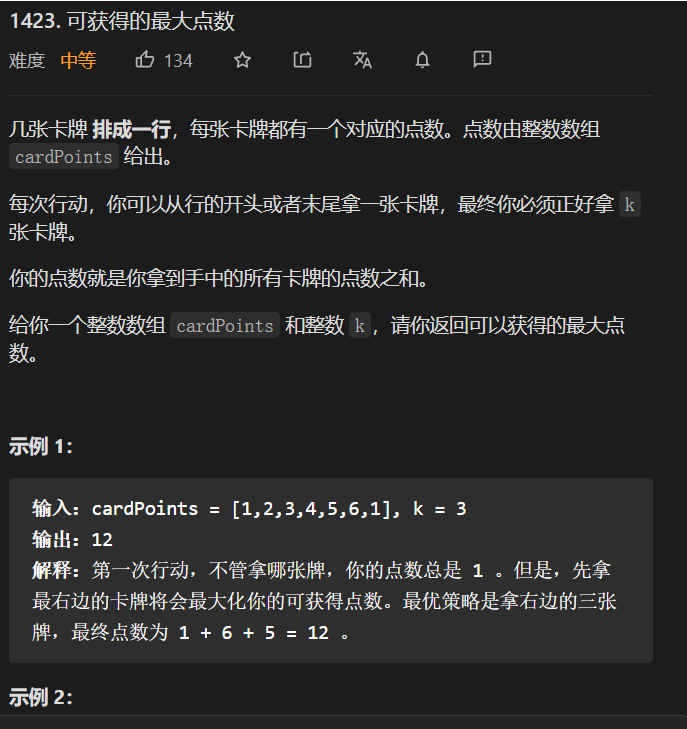 1423. 可获得的最大点数
难度 中等 134
几张卡牌 排成一行，每张卡牌都有一个对应的点数。点数由整数数组
cardPoints 给出。
每次行动，你可以从行的开头或者末尾拿一张卡牌，最终你必须正好拿 k
张卡牌。
你的点数就是你拿到手中的所有卡牌的点数之和。
给你一个整数数组 cardPoints 和整数 k，请你返回可以获得的最大点
数。
示例 1：
输入：cardPoints = [1,2,3,4,5,6,1], k = 3
输出：12
解释：第一次行动，不管拿哪张牌，你的点数总是 1 。但是，先拿
最右边的卡牌将会最大化你的可获得点数。最优策略是拿右边的三张
牌，最终点数为 1 + 6 + 5 = 12 。
示例 2：